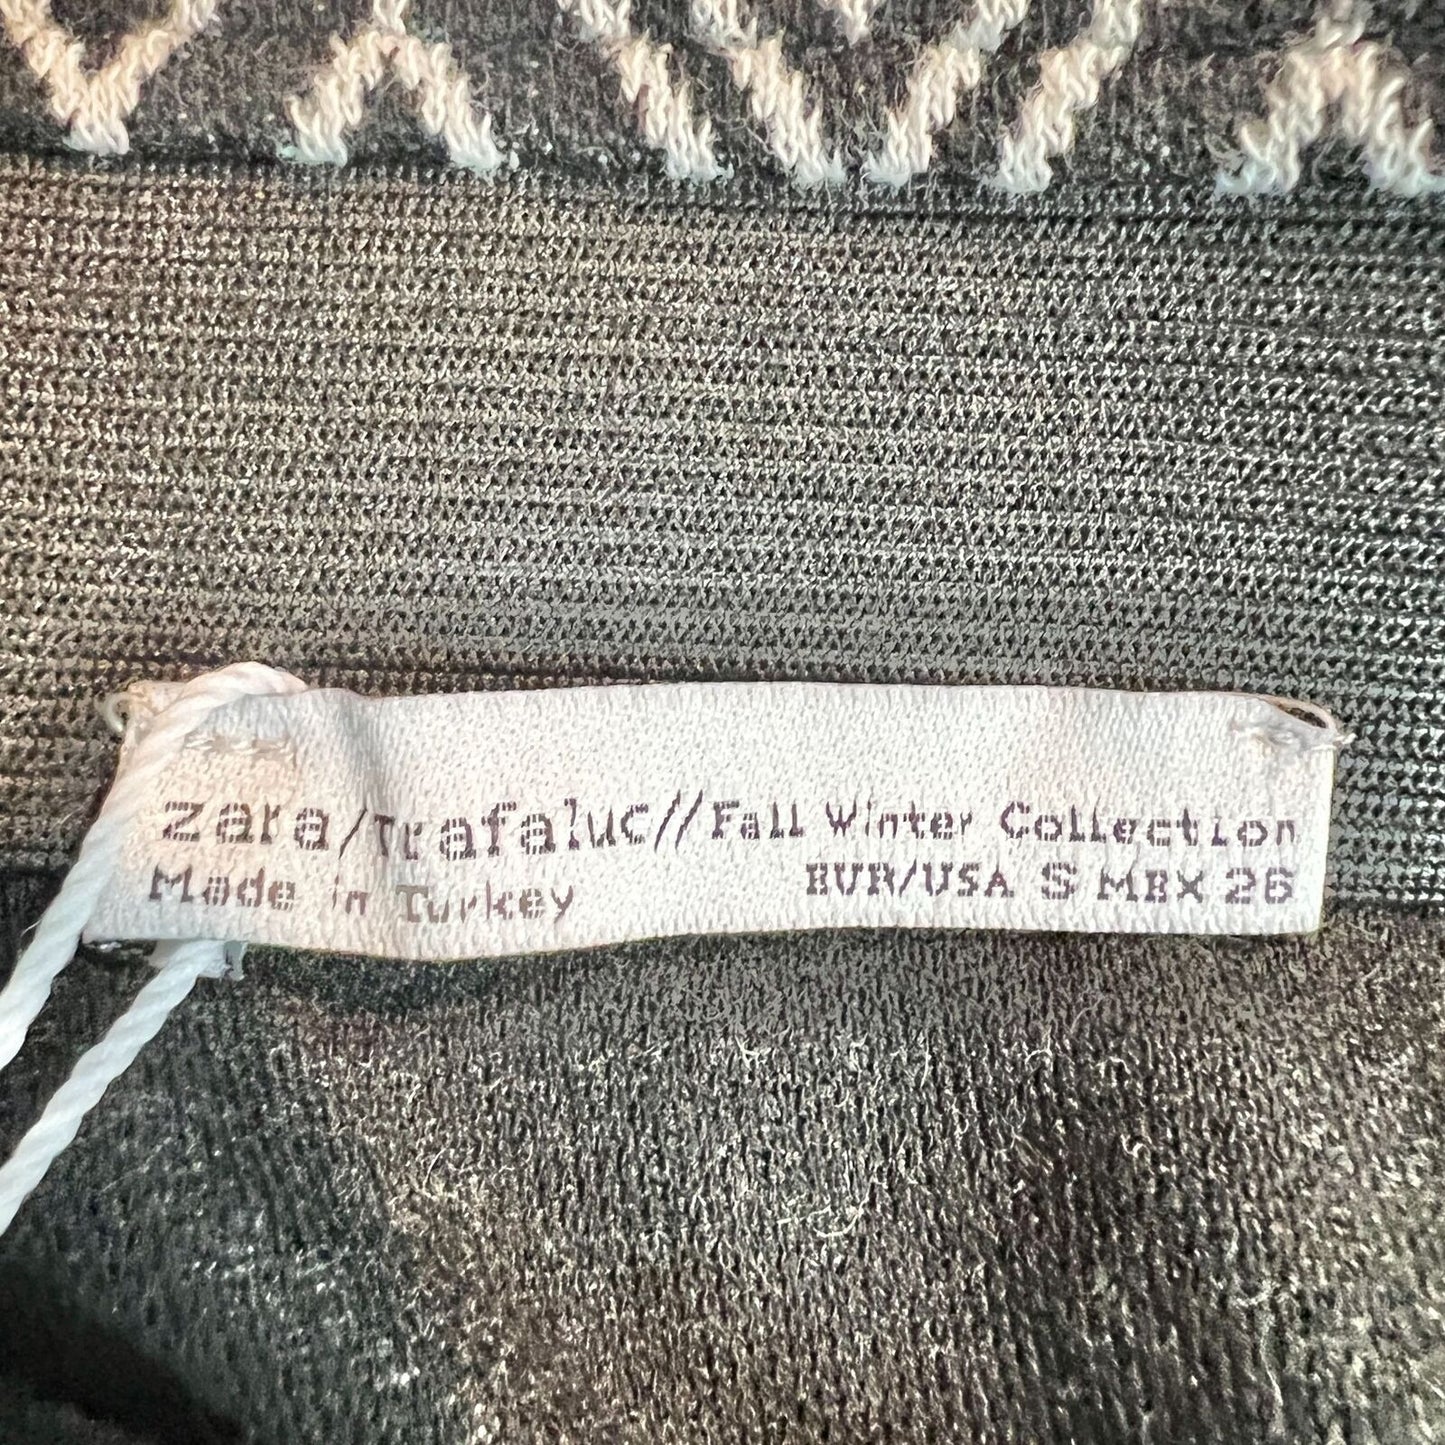 zara/Trafaluc//Fall Winter Collection
Made in Turkey EUR/USA S MEX 26